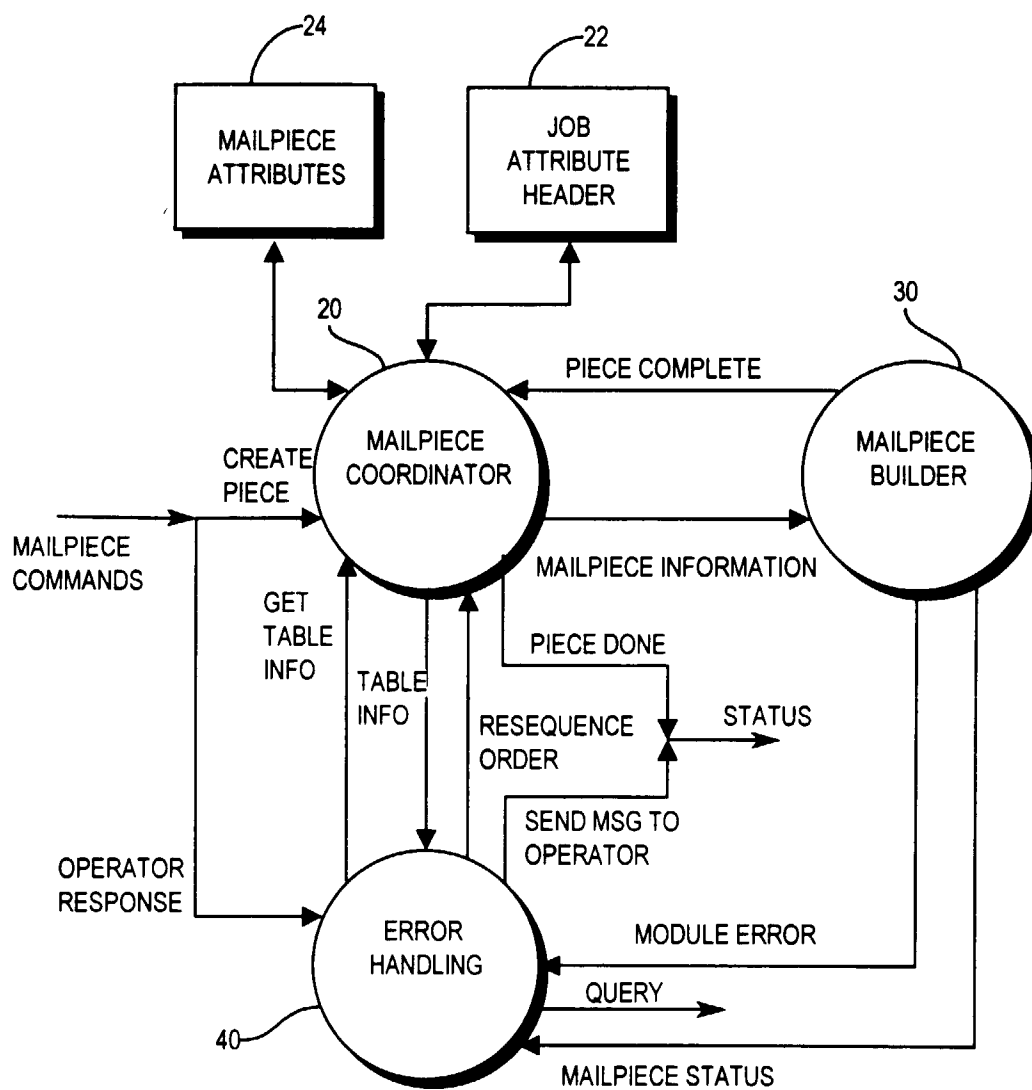 24
22
MAILPIECE
ATTRIBUTES
JOB
ATTRIBUTE
HEADER
20
30
PIECE COMPLETE
MAILPIECE
COORDINATOR
MAILPIECE
BUILDER
CREATE
PIECE
MAILPIECE
COMMANDS
MAILPIECE INFORMATION
GET
TABLE
INFO
TABLE
INFO
PIECE DONE
RESEQUENCE
ORDER
STATUS
SEND MSG TO
OPERATOR
OPERATOR
RESPONSE
ERROR
HANDLING
MODULE ERROR
QUERY
40
MAILPIECE STATUS